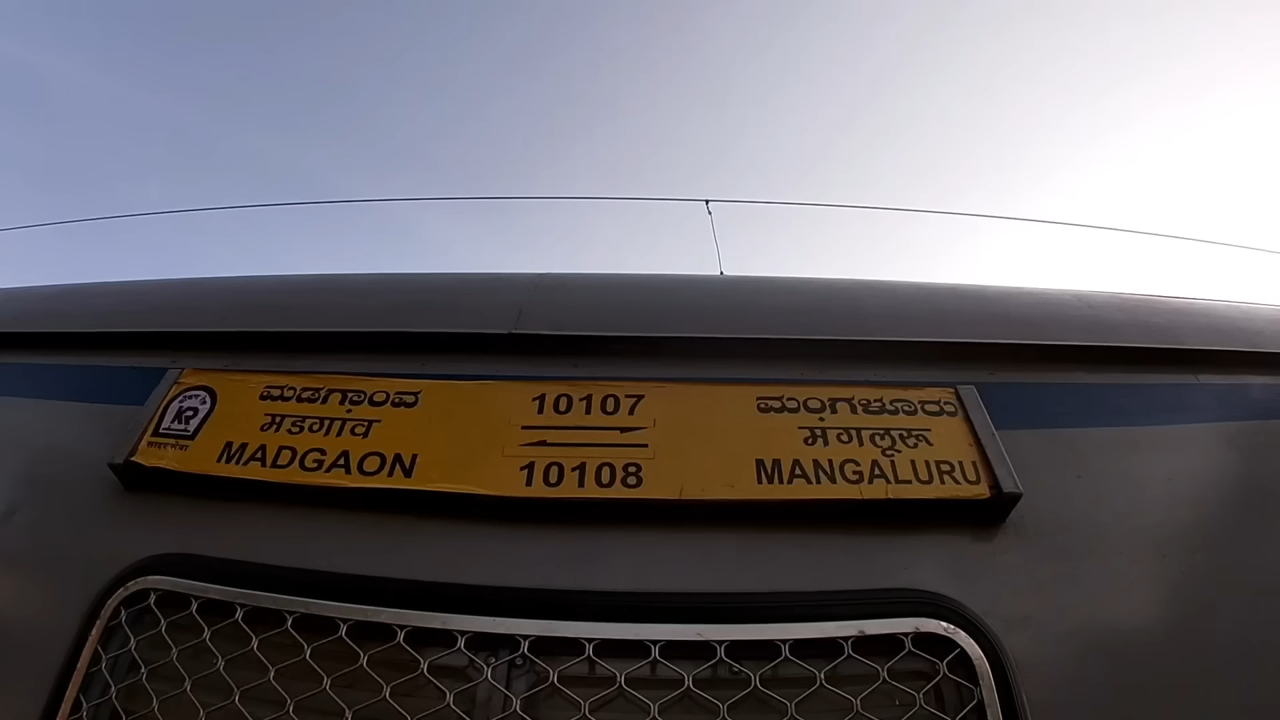 ಮಡಗಾಂವ
मडगांव
MADGAON
10107
10108
ಮಂಗಳೂರು
मंगलूरू
MANGALURU
KR